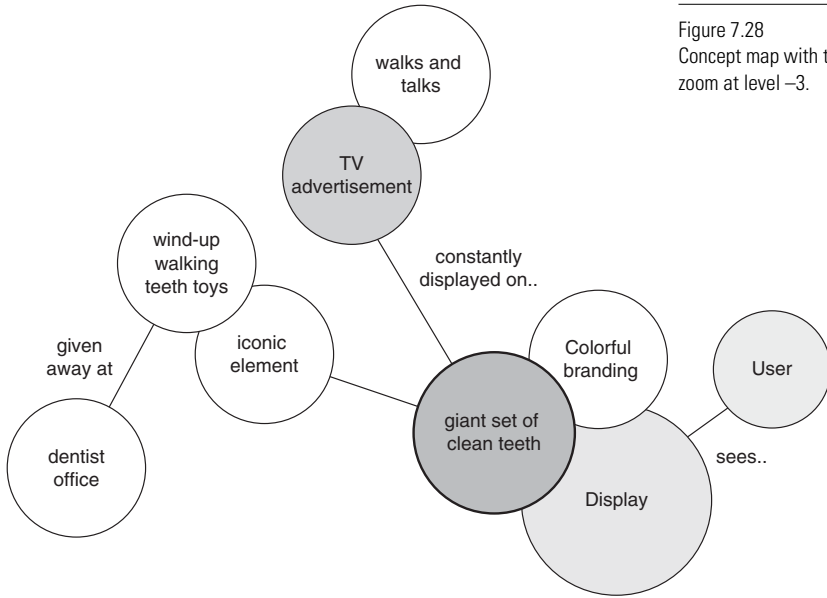 Figure 7.28
Concept map with
zoom at level –3.
walks and
talks
TV
advertisement
wind-up
walking
teeth toys
constantly
displayed on..
given
away at
iconic
element
Colorful
branding
User
giant set of
clean teeth
dentist
office
sees..
Display